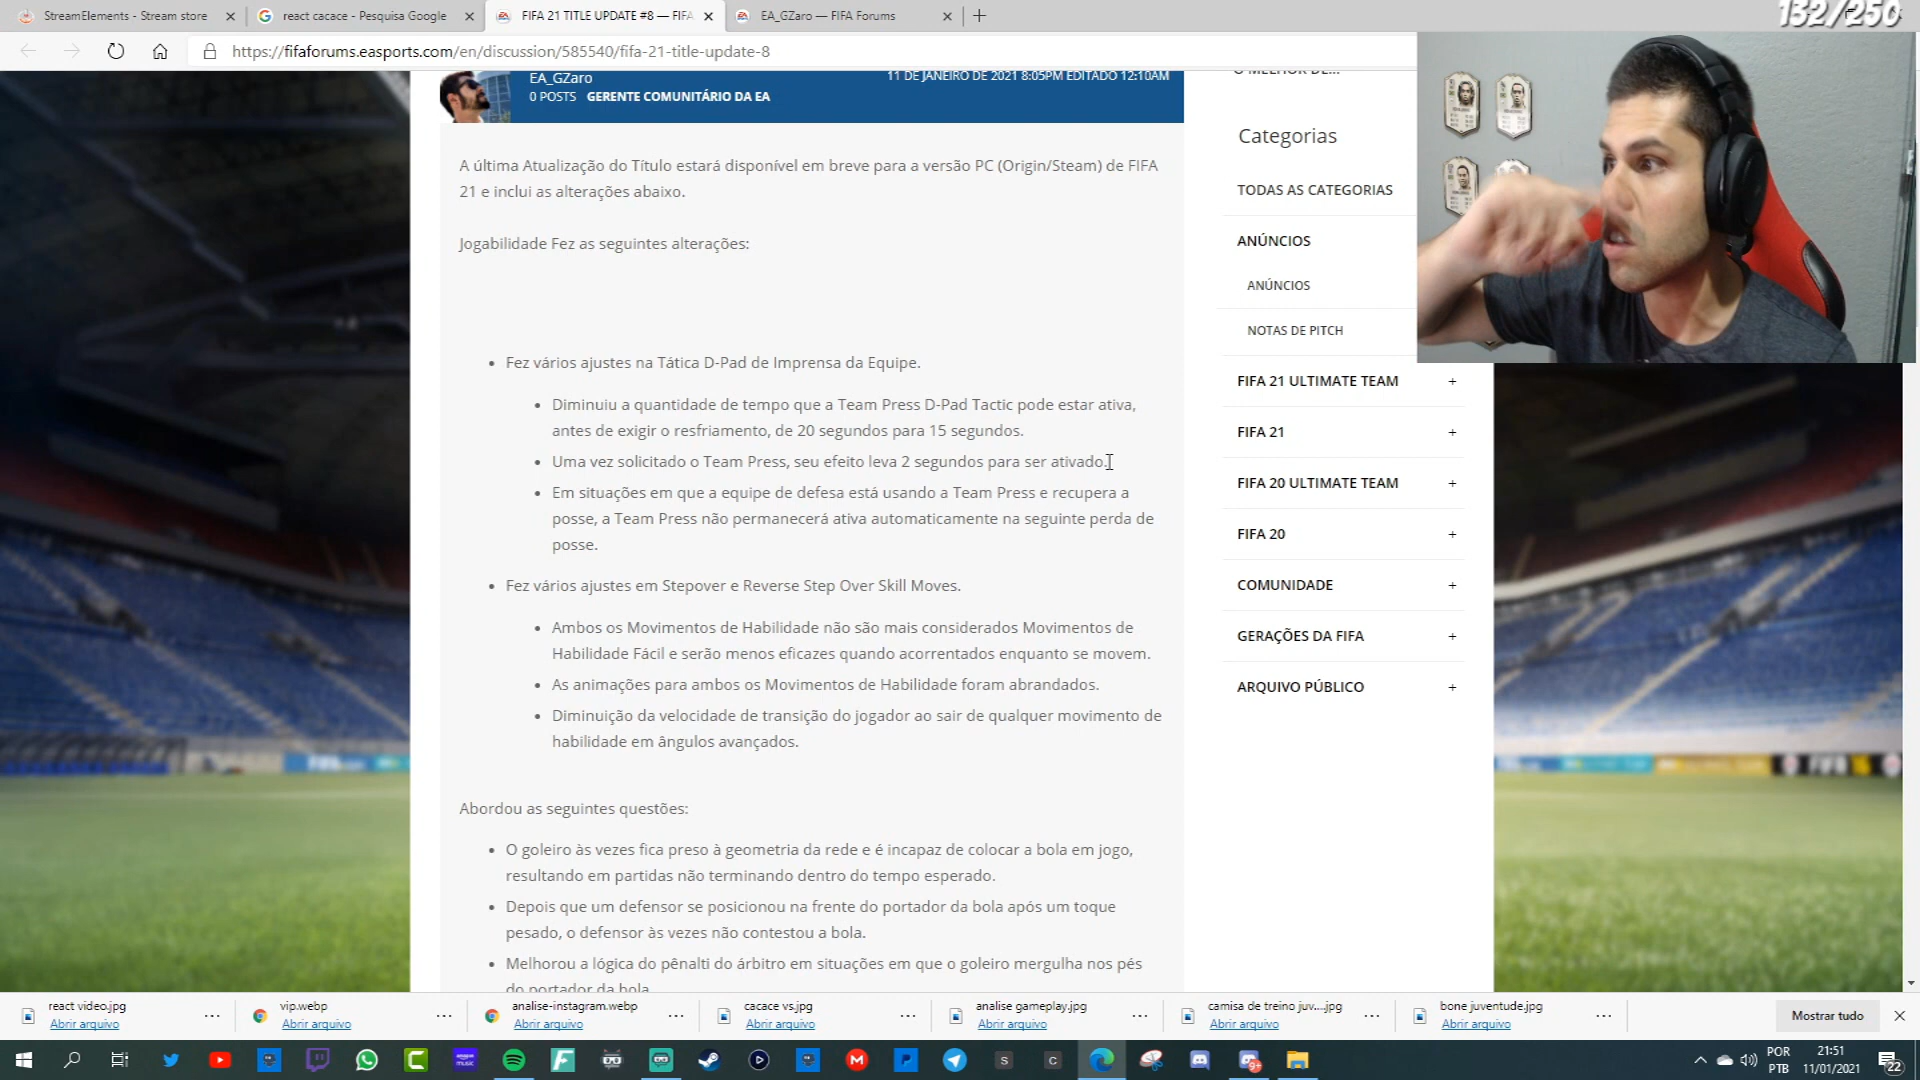 StreamElements - Stream store
react cacace - Pesquisa Google
FIFA 21 TITLE UPDATE #8 — FIFA
EA_GZaro — FIFA Forums
132/250
https://fifaforums.easports.com/en/discussion/585540/fifa-21-title-update-8
EA_GZaro
11 DE JANEIRO DE 2021 8:05PM EDITADO 12:10AM
0 POSTS GERENTE COMUNITÁRIO DA EA
A última Atualização do Título estará disponível em breve para a versão PC (Origin/Steam) de FIFA
21 e inclui as alterações abaixo.
Jogabilidade Fez as seguintes alterações:
Fez vários ajustes na Tática D-Pad de Imprensa da Equipe.
Diminuiu a quantidade de tempo que a Team Press D-Pad Tactic pode estar ativa,
antes de exigir o resfriamento, de 20 segundos para 15 segundos.
Uma vez solicitado o Team Press, seu efeito leva 2 segundos para ser ativado.
Em situações em que a equipe de defesa está usando a Team Press e recupera a
posse, a Team Press não permanecerá ativa automaticamente na seguinte perda de
posse.
Fez vários ajustes em Stepover e Reverse Step Over Skill Moves.
Ambos os Movimentos de Habilidade não são mais considerados Movimentos de
Habilidade Fácil e serão menos eficazes quando acorrentados enquanto se movem.
As animações para ambos os Movimentos de Habilidade foram abrandados.
Diminuição da velocidade de transição do jogador ao sair de qualquer movimento de
habilidade em ângulos avançados.
Abordou as seguintes questões:
O goleiro às vezes fica preso à geometria da rede e é incapaz de colocar a bola em jogo,
resultando em partidas não terminando dentro do tempo esperado.
Depois que um defensor se posicionou na frente do portador da bola após um toque
pesado, o defensor às vezes não contestou a bola.
Melhorou a lógica do pênalti do árbitro em situações em que o goleiro mergulha nos pés
do portador da bola
O MELHOR DE...
Categorias
TODAS AS CATEGORIAS
ANÚNCIOS
ANÚNCIOS
NOTAS DE PITCH
FIFA 21 ULTIMATE TEAM +
FIFA 21 +
FIFA 20 ULTIMATE TEAM +
FIFA 20 +
COMUNIDADE +
GERAÇÕES DA FIFA +
ARQUIVO PÚBLICO +
react video.jpg
Abrir arquivo
vip.webp
Abrir arquivo
analise-instagram.webp
Abrir arquivo
cacace vs.jpg
Abrir arquivo
analise gameplay.jpg
Abrir arquivo
camisa de treino juv....jpg
Abrir arquivo
bone juventude.jpg
Abrir arquivo
Mostrar tudo
POR
PTB
21:51
11/01/2021
22